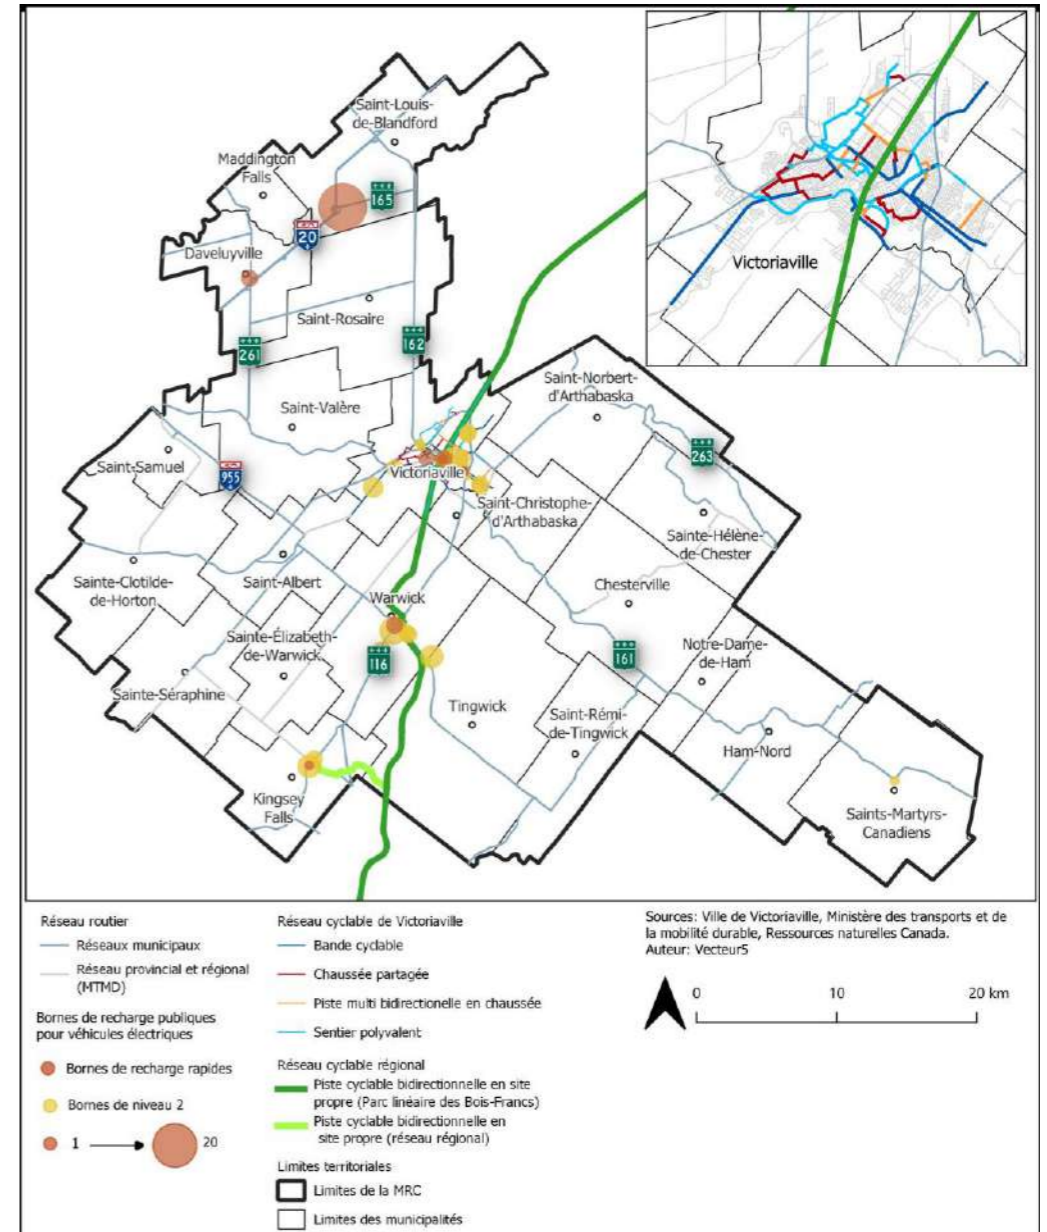 Saint-Louis-
de-Blandford
Maddington
Falls
165
20
Daveluyville
Saint-Rosaire
261
162
Victoriaville
Saint-Norbert-
d'Arthabaska
Saint-Valère
263
Saint-Samuel
955
Victoriaville
Saint-Christophe-
d'Arthabaska
Sainte-Hélène-
de-Chester
Sainte-Clotilde-
de-Horton
Saint-Albert
Chesterville
Warwick
Sainte-Élizabeth-
de-Warwick
116
161
Notre-Dame-
de-Ham
Sainte-Séraphine
Tingwick
Saint-Rémi-
de-Tingwick
Ham-Nord
Kingsey
Falls
Saints-Martyrs-
Canadiens
Réseau routier
Réseaux municipaux
Réseau provincial et régional
(MTMD)
Bornes de recharge publiques
pour véhicules électriques
Bornes de recharge rapides
Bornes de niveau 2
1
20
Réseau cyclable de Victoriaville
Bande cyclable
Chaussée partagée
Piste multi bidirectionelle en chaussée
Sentier polyvalent
Réseau cyclable régional
Piste cyclable bidirectionnelle en site
propre (Parc linéaire des Bois-Francs)
Piste cyclable bidirectionnelle en
site propre (réseau régional)
Limites territoriales
Limites de la MRC
Limites des municipalités
Sources: Ville de Victoriaville, Ministère des transports et de
la mobilité durable, Ressources naturelles Canada.
Auteur: Vecteur5
0 10 20 km